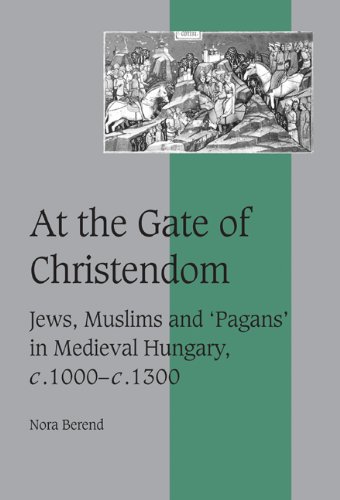 At the Gate of
Christendom
Jews, Muslims and ‘Pagans’
in Medieval Hungary,
c.1000–c.1300
Nora Berend